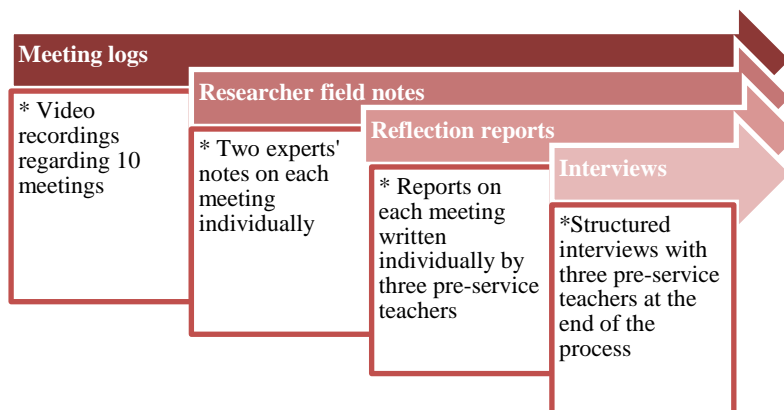 Meeting logs
* Video
recordings
regarding 10
meetings
Researcher field notes
* Two experts'
notes on each
meeting
individually
Reflection reports
* Reports on
each meeting
written
individually by
three pre-service
teachers
Interviews
*Structured
interviews with
three pre-service
teachers at the
end of the
process